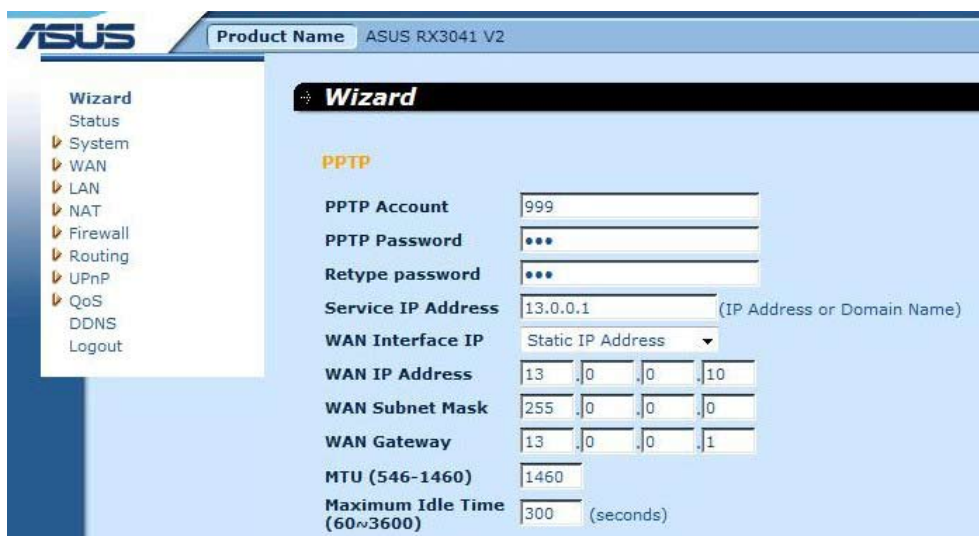 ASUS
Product Name ASUS RX3041 V2
Wizard
Status
System
WAN
LAN
NAT
Firewall
Routing
UPnP
QoS
DDNS
Logout
Wizard
PPTP
PPTP Account 999
PPTP Password •••
Retype password •••
Service IP Address 13.0.0.1 (IP Address or Domain Name)
WAN Interface IP Static IP Address
WAN IP Address 13 .0 .0 .10
WAN Subnet Mask 255 .0 .0 .0
WAN Gateway 13 .0 .0 .1
MTU (546-1460) 1460
Maximum Idle Time
(60~3600) 300 (seconds)